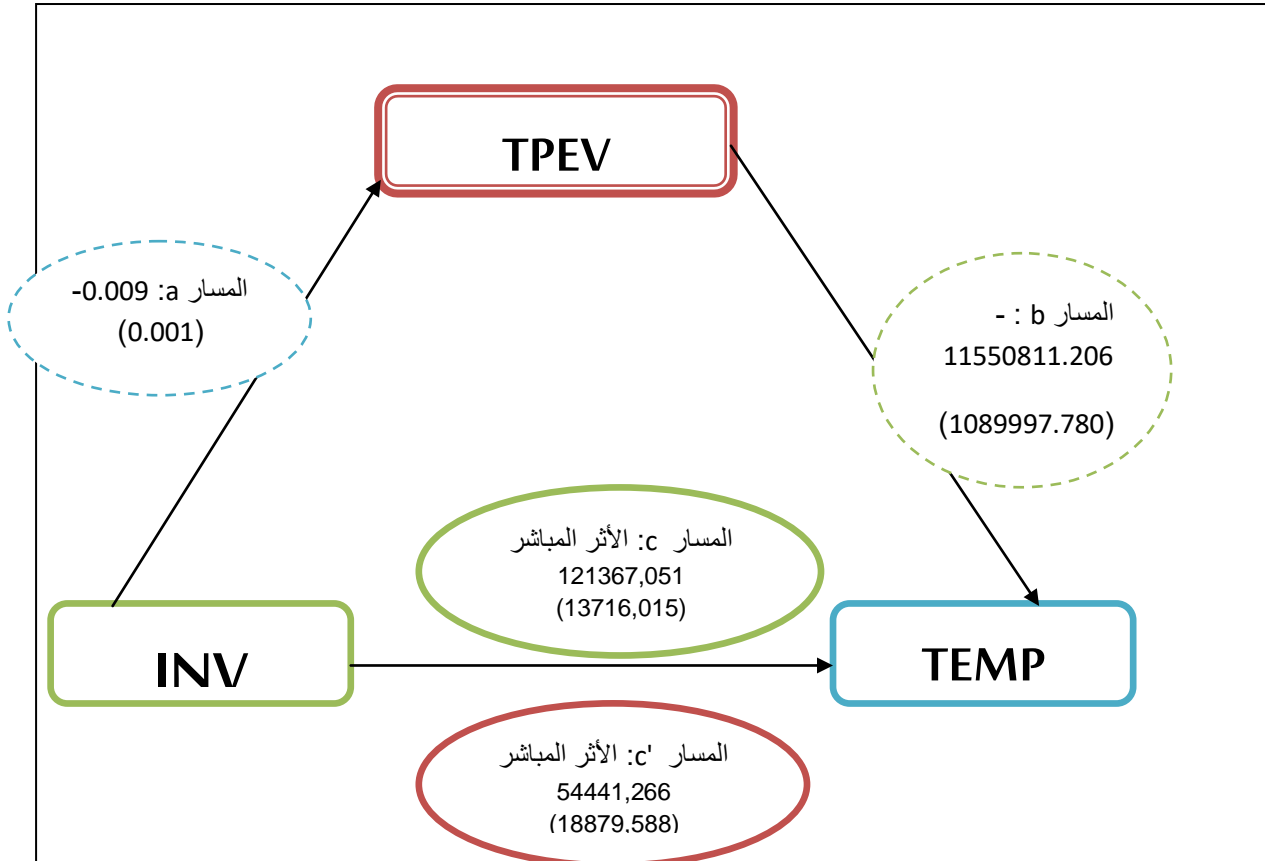 TPEV
المسار a: 0.009-
(0.001)
المسار b : -
11550811.206
(1089997.780)
المسار c: الأثر المباشر
121367,051
(13716,015)
INV
TEMP
المسار c': الأثر المباشر
54441,266
(18879,588)